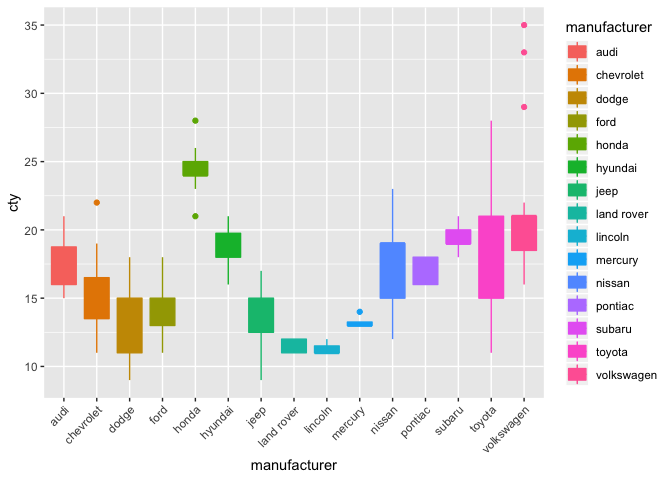 35
30
25
20
15
10
cty
audi
chevrolet
dodge
ford
honda
hyundai
jeep
land rover
lincoln
mercury
nissan
pontiac
subaru
toyota
volkswagen
manufacturer
manufacturer
audi
chevrolet
dodge
ford
honda
hyundai
jeep
land rover
lincoln
mercury
nissan
pontiac
subaru
toyota
volkswagen